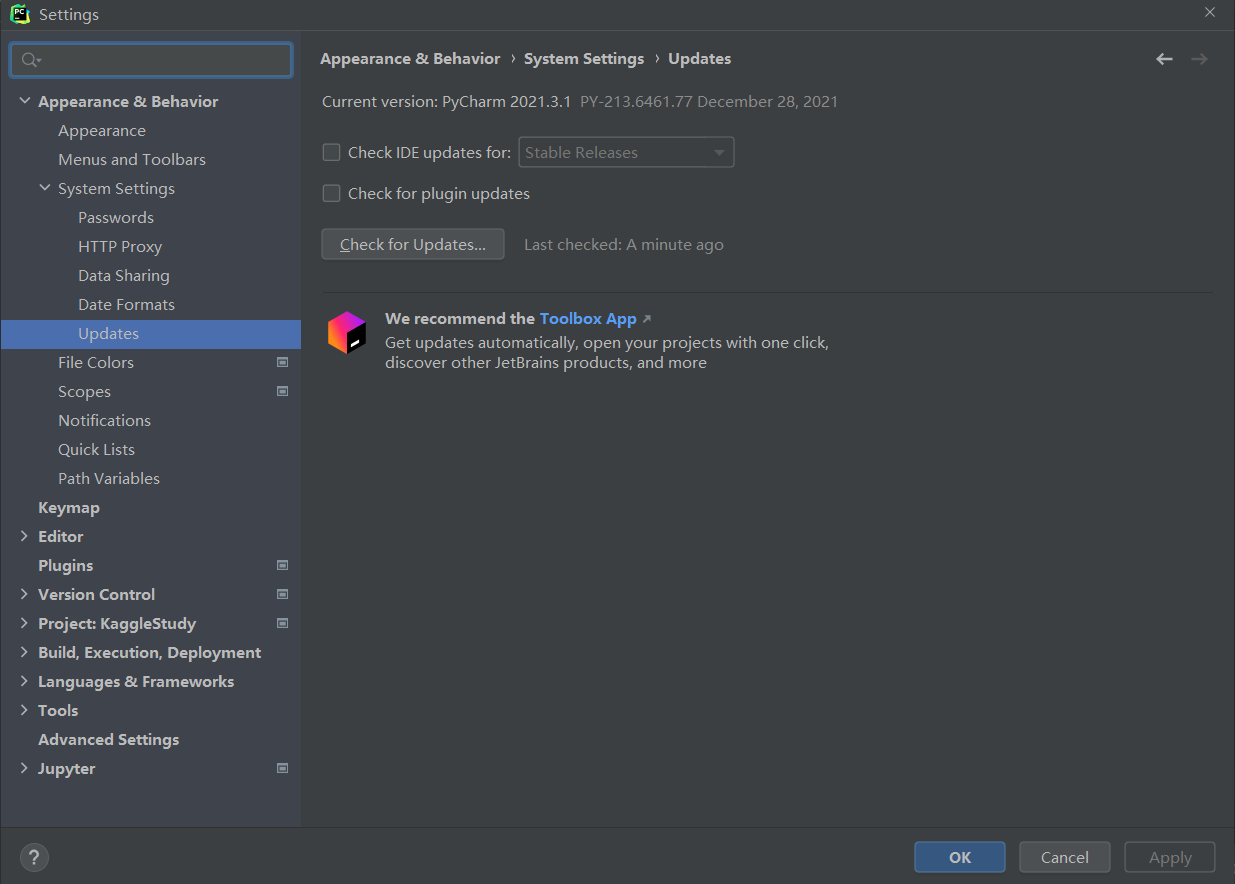 PC
Settings
Appearance & Behavior
Appearance
Menus and Toolbars
System Settings
Passwords
HTTP Proxy
Data Sharing
Date Formats
Updates
File Colors
Scopes
Notifications
Quick Lists
Path Variables
Keymap
Editor
Plugins
Version Control
Project: KaggleStudy
Build, Execution, Deployment
Languages & Frameworks
Tools
Advanced Settings
Jupyter
Appearance & Behavior › System Settings › Updates
Current version: PyCharm 2021.3.1 PY-213.6461.77 December 28, 2021
Check IDE updates for: Stable Releases
Check for plugin updates
Check for Updates... Last checked: A minute ago
We recommend the Toolbox App ↗
Get updates automatically, open your projects with one click,
discover other JetBrains products, and more
? OK Cancel Apply